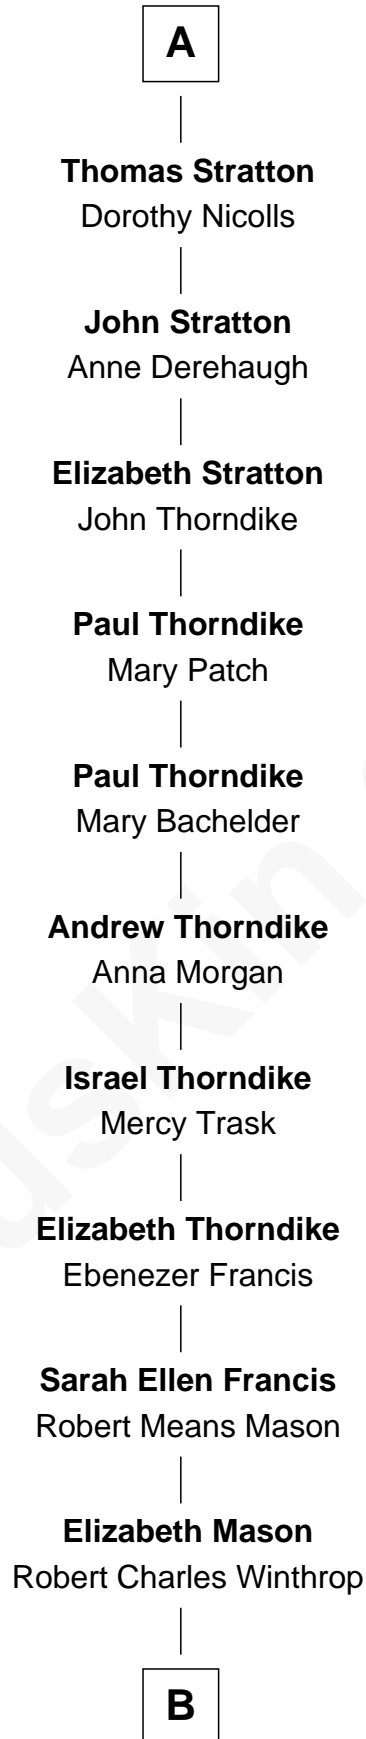 A
Thomas Stratton
Dorothy Nicolls
John Stratton
Anne Derehaugh
Elizabeth Stratton
John Thorndike
Paul Thorndike
Mary Patch
Paul Thorndike
Mary Bachelder
Andrew Thorndike
Anna Morgan
Israel Thorndike
Mercy Trask
Elizabeth Thorndike
Ebenezer Francis
Sarah Ellen Francis
Robert Means Mason
Elizabeth Mason
Robert Charles Winthrop
B